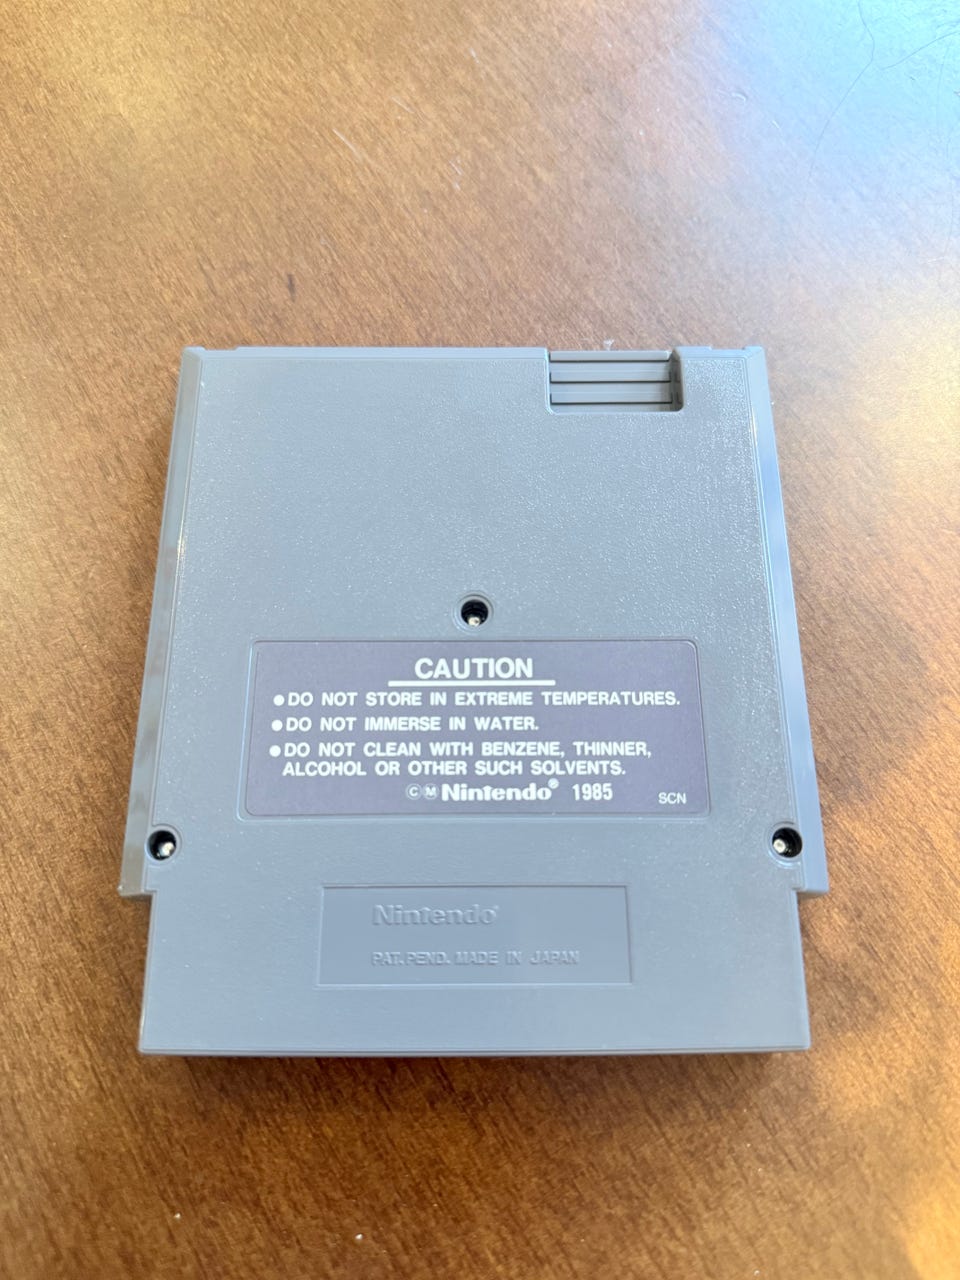 CAUTION
●DO NOT STORE IN EXTREME TEMPERATURES.
●DO NOT IMMERSE IN WATER.
●DO NOT CLEAN WITH BENZENE, THINNER,
ALCOHOL OR OTHER SUCH SOLVENTS.
ⒸⓂNintendo® 1985
SCN
Nintendo®
PAT. PEND. MADE IN JAPAN